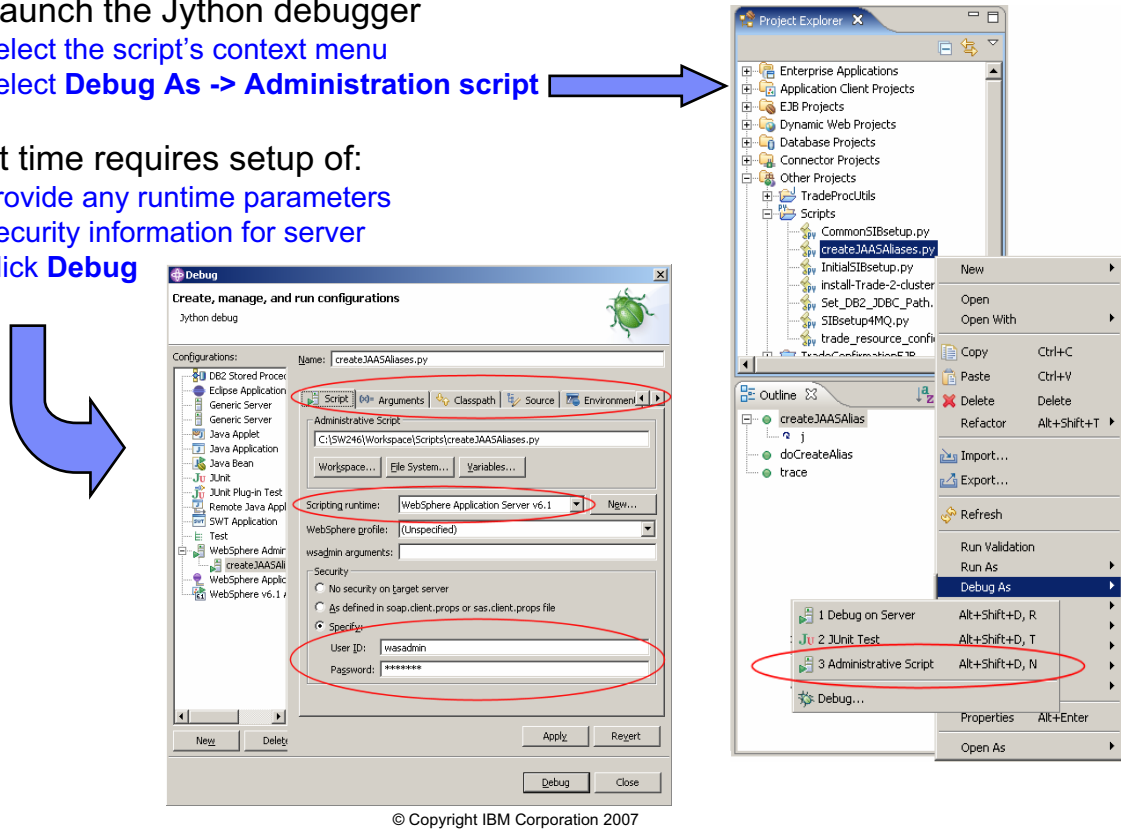 aunch the Jython debugger
elect the script's context menu
elect Debug As -> Administration script
t time requires setup of:
rovide any runtime parameters
ecurity information for server
lick Debug
Project Explorer
Enterprise Applications
Application Client Projects
EJB Projects
Dynamic Web Projects
Database Projects
Connector Projects
Other Projects
TradeProcUtils
Scripts
CommonSIBsetup.py
createJAASAliases.py
InitialSIBsetup.py
install-Trade-2-cluster
Set_DB2_JDBC_Path.
SIBsetup4MQ.py
trade_resource_confi
TradeConfirmationEJB
Outline
createJAASAlias
j
doCreateAlias
trace
New
Open
Open With
Copy Ctrl+C
Paste Ctrl+V
Delete Delete
Refactor Alt+Shift+T
Import...
Export...
Refresh
Run Validation
Run As
Debug As
1 Debug on Server Alt+Shift+D, R
2 JUnit Test Alt+Shift+D, T
3 Administrative Script Alt+Shift+D, N
Debug...
Properties Alt+Enter
Open As
Debug
Create, manage, and run configurations
Jython debug
Configurations:
DB2 Stored Proced
Eclipse Application
Generic Server
Generic Server
Java Applet
Java Application
Java Bean
JUnit
JUnit Plug-in Test
Remote Java Appl
SWT Application
Test
WebSphere Admin
createJAASAli
WebSphere Applic
WebSphere v6.1
New
Delete
Name: createJAASAliases.py
Script Arguments Classpath Source Environment
Administrative Script
C:\SW246\Workspace\Scripts\createJAASAliases.py
Workspace... File System... Variables...
Scripting runtime: WebSphere Application Server v6.1 New...
WebSphere profile: (Unspecified)
wsadmin arguments:
Security
No security on target server
As defined in soap.client.props or sas.client.props file
Specify:
User ID: wasadmin
Password: *******
Apply Revert
Debug Close
© Copyright IBM Corporation 2007